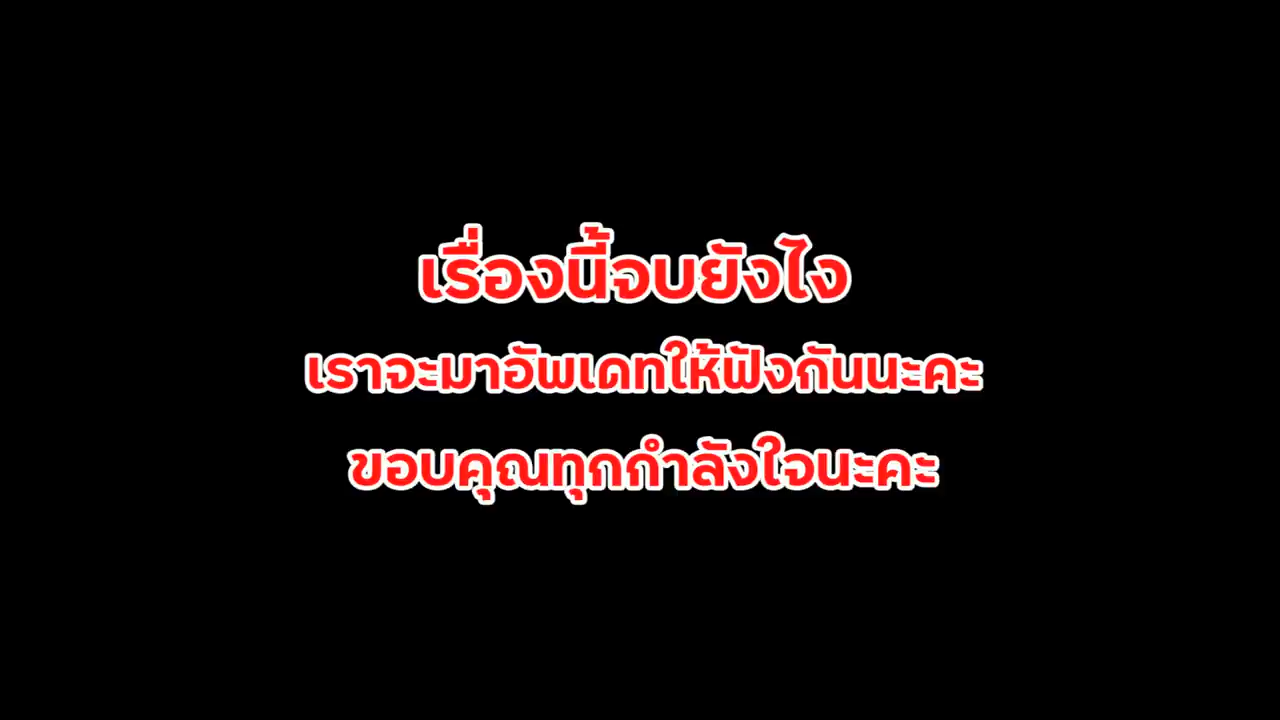 เรื่องนี้จบยังไง
เราจะมาอัพเดทให้ฟังกันนะคะ
ขอบคุณทุกกำลังใจนะคะ